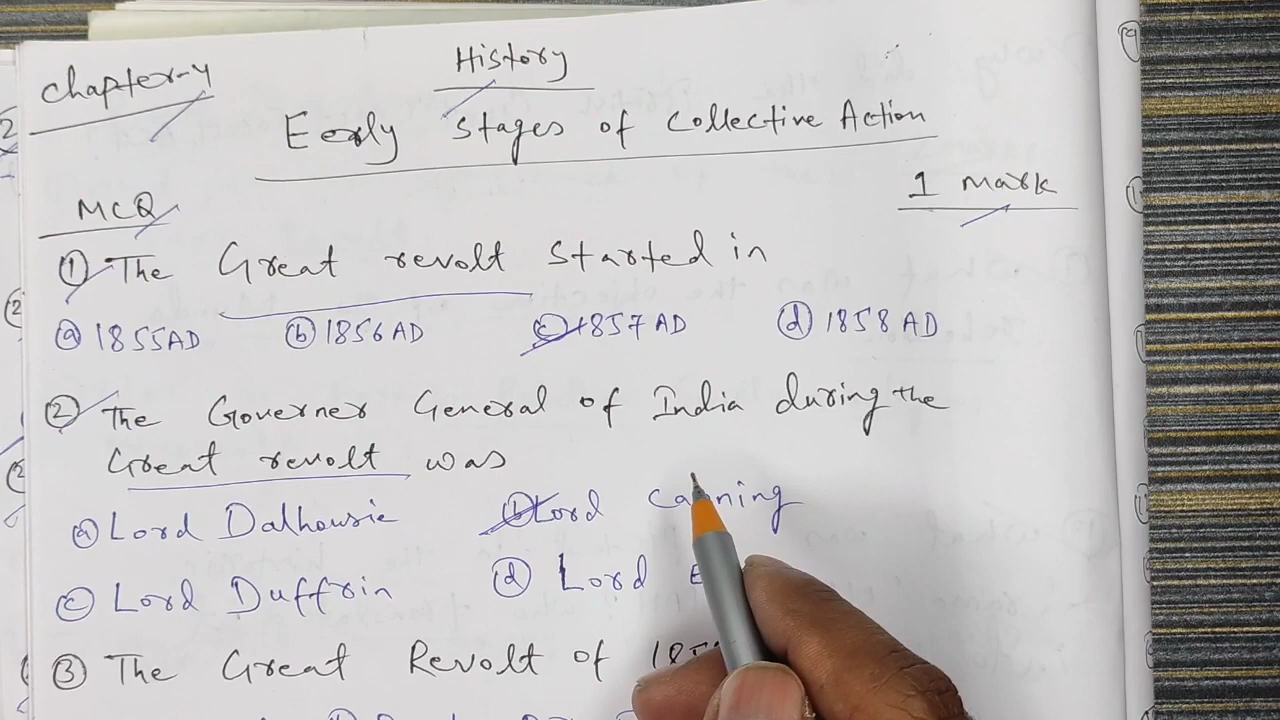 History
Chapter-4
Early Stages of Collective Action
1 Mark
MCQ
① The Great revolt Started in
ⓐ 1855AD ⓑ 1856 AD ⓒ 1857 AD ⓓ 1858 AD
② The Governer General of India during the
Great revolt was
ⓐ Lord Dalhousie ⓑ Lord Canning
ⓒ Lord Duffrin ⓓ Lord
③ The Great Revolt of